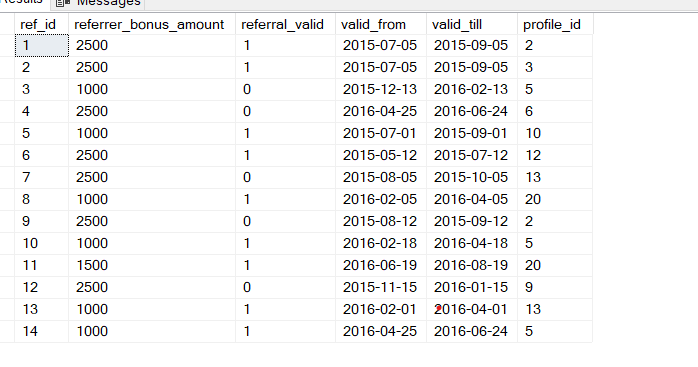 Results Messages
ref_id referrer_bonus_amount referral_valid valid_from valid_till profile_id
1 2500 1 2015-07-05 2015-09-05 2
2 2500 1 2015-07-05 2015-09-05 3
3 1000 0 2015-12-13 2016-02-13 5
4 2500 0 2016-04-25 2016-06-24 6
5 1000 1 2015-07-01 2015-09-01 10
6 2500 1 2015-05-12 2015-07-12 12
7 2500 0 2015-08-05 2015-10-05 13
8 1000 1 2016-02-05 2016-04-05 20
9 2500 0 2015-08-12 2015-09-12 2
10 1000 1 2016-02-18 2016-04-18 5
11 1500 1 2016-06-19 2016-08-19 20
12 2500 0 2015-11-15 2016-01-15 9
13 1000 1 2016-02-01 2016-04-01 13
14 1000 1 2016-04-25 2016-06-24 5